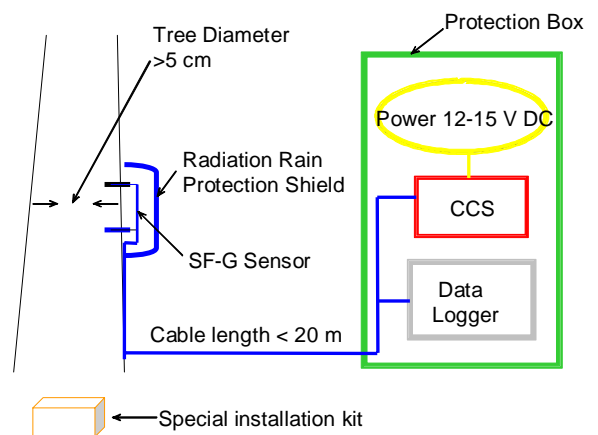 Protection Box
Tree Diameter
>5 cm
Power 12-15 V DC
Radiation Rain
Protection Shield
CCS
SF-G Sensor
Data
Logger
Cable length < 20 m
Special installation kit